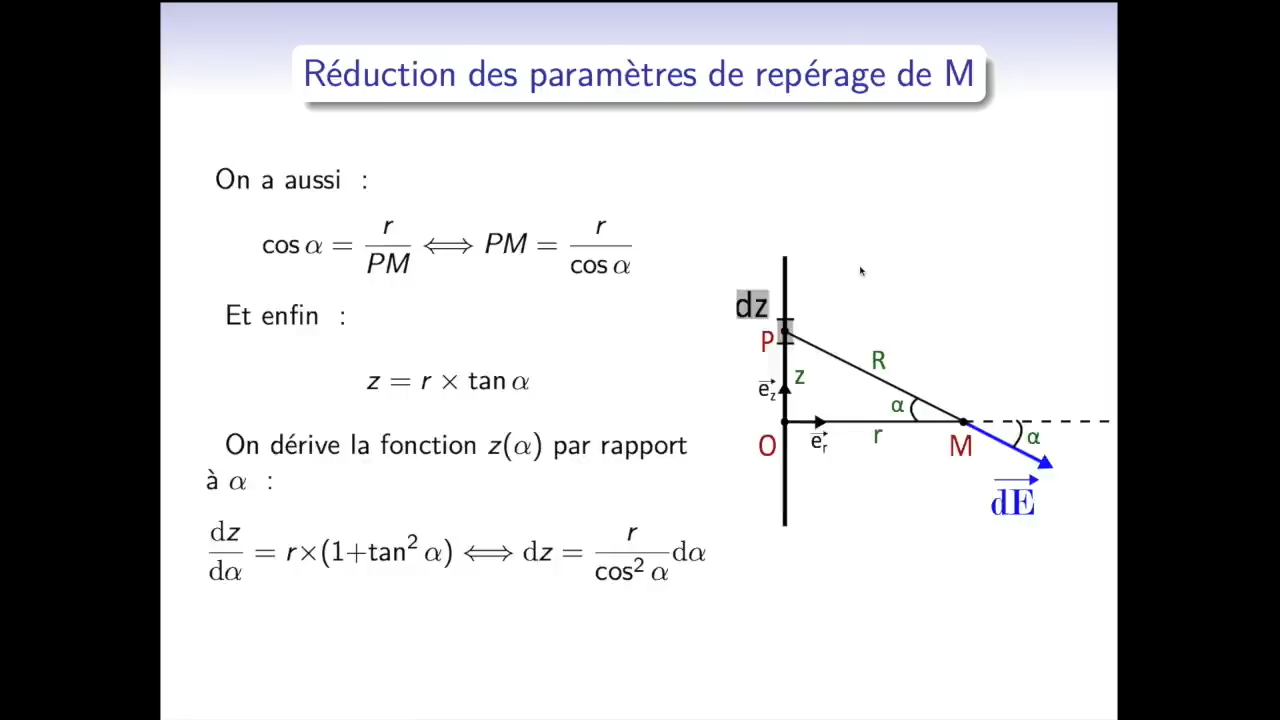 Réduction des paramètres de repérage de M
On a aussi :
cos α = r/PM ⟺ PM = r/cos α
Et enfin :
z = r × tan α
On dérive la fonction z(α) par rapport
à α :
dz/dα = r×(1+tan² α) ⟺ dz = r/cos² α dα
dz
P
R
z
e⃗z
α
O
e⃗r
r
M
α
dE⃗